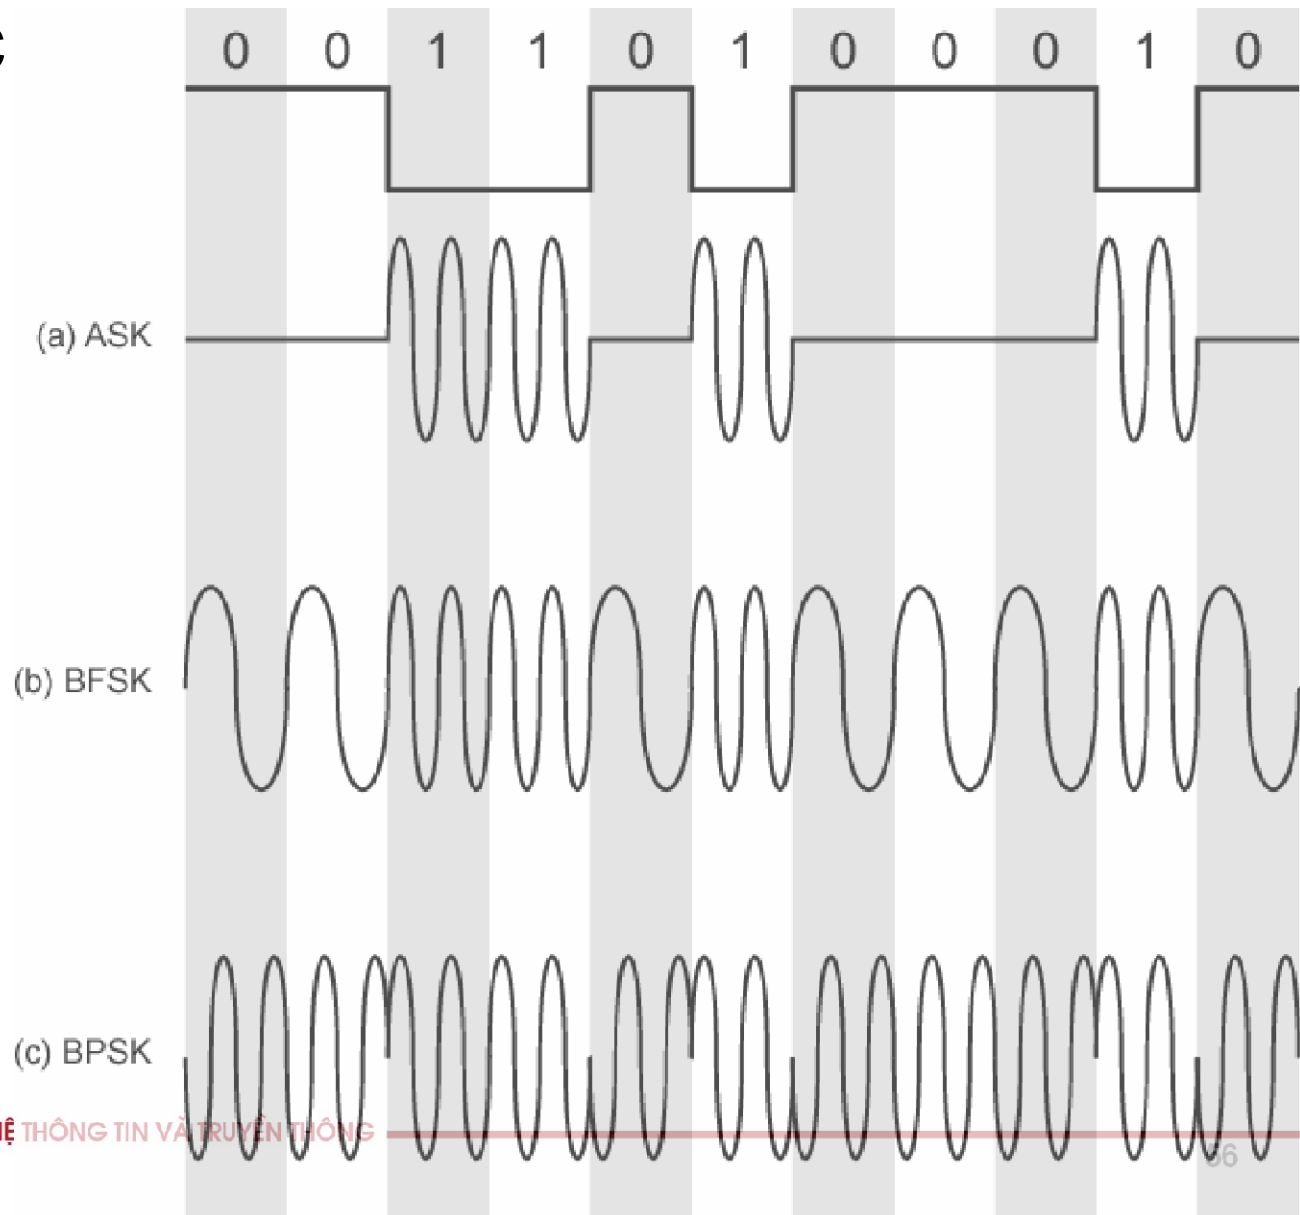 C
0 0 1 1 0 1 0 0 0 1 0
(a) ASK
(b) BFSK
(c) BPSK
Ệ THÔNG TIN VÀ TRUYỀN THÔNG
56